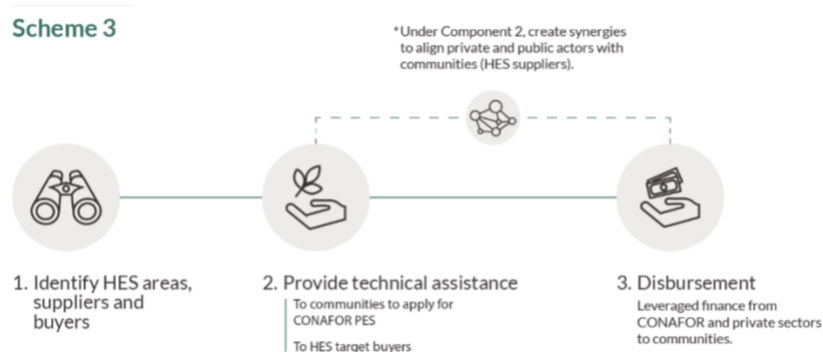 Scheme 3
*Under Component 2, create synergies
to align private and public actors with
communities (HES suppliers).
1. Identify HES areas,
suppliers and
buyers
2. Provide technical assistance
To communities to apply for
CONAFOR PES
To HES target buyers
3. Disbursement
Leveraged finance from
CONAFOR and private sectors
to communities.